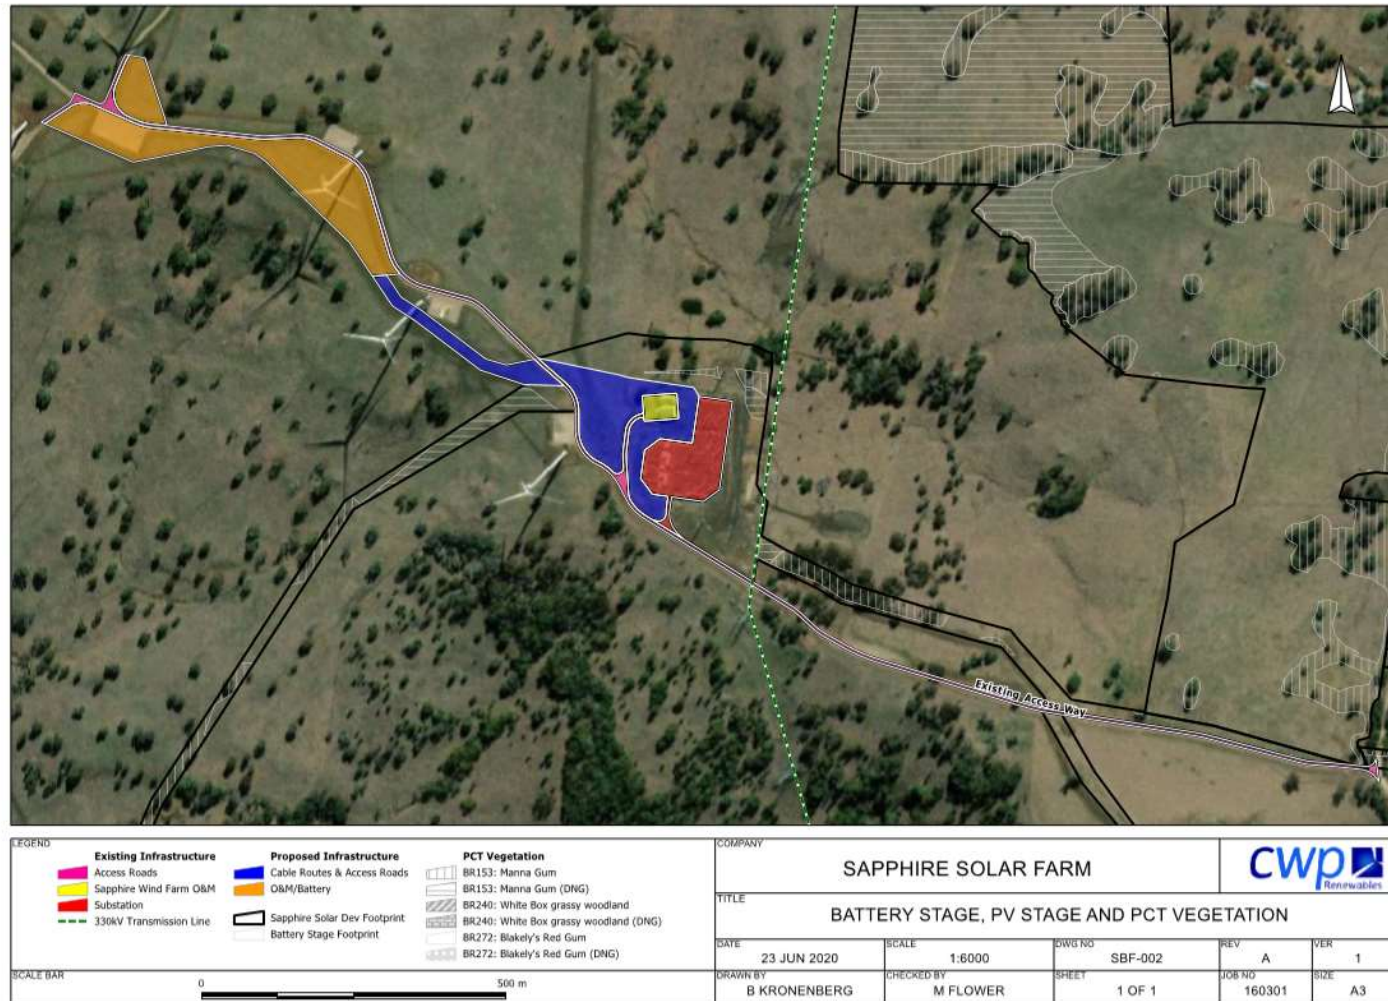 Existing Access Way
LEGEND
Existing Infrastructure
Access Roads
Sapphire Wind Farm O&M
Substation
330kV Transmission Line
Proposed Infrastructure
Cable Routes & Access Roads
O&M/Battery
Sapphire Solar Dev Footprint
Battery Stage Footprint
PCT Vegetation
BR153: Manna Gum
BR153: Manna Gum (DNG)
BR240: White Box grassy woodland
BR240: White Box grassy woodland (DNG)
BR272: Blakely's Red Gum
BR272: Blakely's Red Gum (DNG)
SCALE BAR
0 500 m
COMPANY
SAPPHIRE SOLAR FARM
cwp
Renewables
TITLE
BATTERY STAGE, PV STAGE AND PCT VEGETATION
DATE
23 JUN 2020
SCALE
1:6000
DWG NO
SBF-002
REV
A
VER
1
DRAWN BY
B KRONENBERG
CHECKED BY
M FLOWER
SHEET
1 OF 1
JOB NO
160301
SIZE
A3